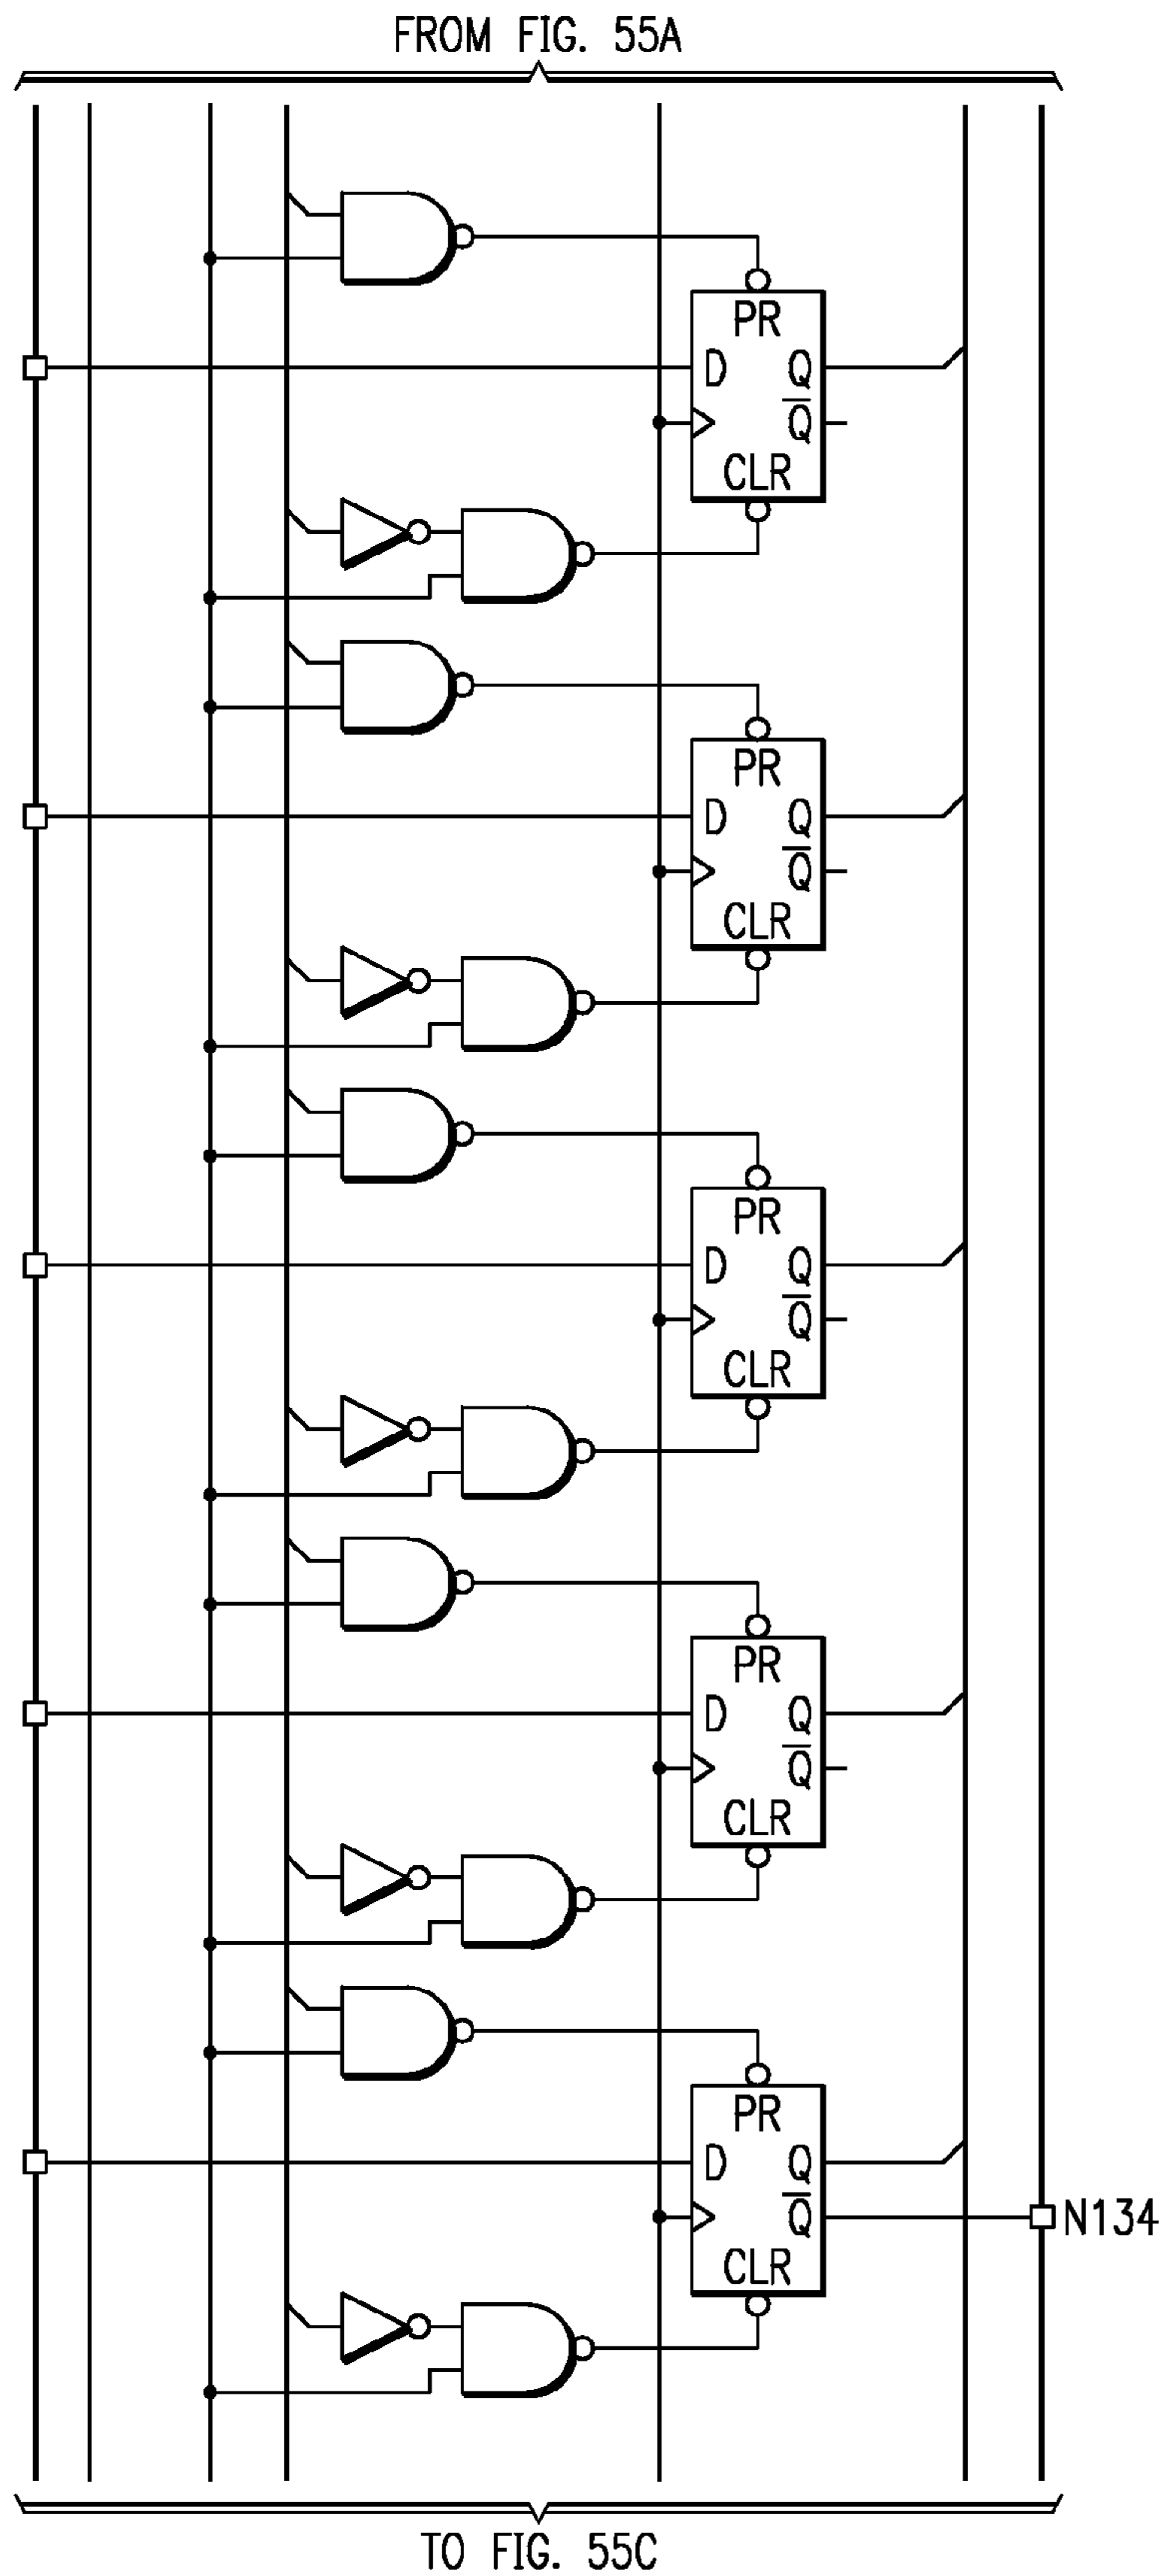 FROM FIG. 55A
PR
D Q
Q̅
CLR
PR
D Q
Q̅
CLR
PR
D Q
Q̅
CLR
PR
D Q
Q̅
CLR
PR
D Q
Q̅ N134
CLR
TO FIG. 55C